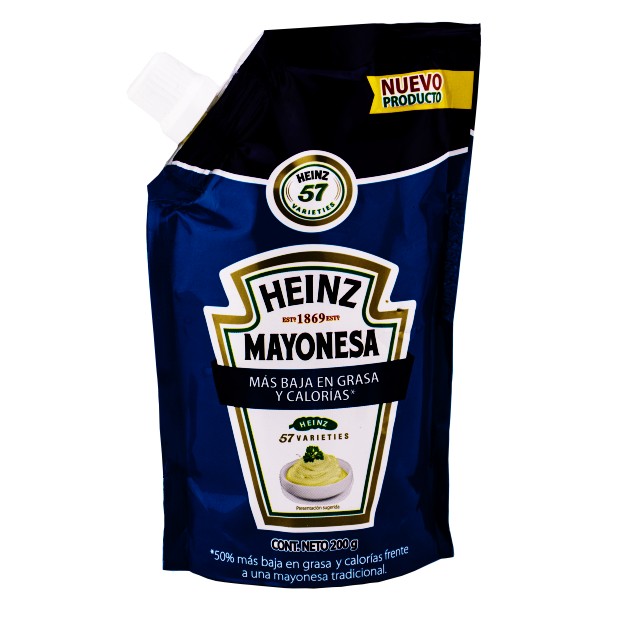 NUEVO
PRODUCTO
HEINZ
57
VARIETIES
HEINZ
ESTD 1869 ESTD
MAYONESA
MÁS BAJA EN GRASA
Y CALORÍAS*
HEINZ
57 VARIETIES
Presentación sugerida
CONT. NETO 200 g
*50% más baja en grasa y calorías frente
a una mayonesa tradicional.